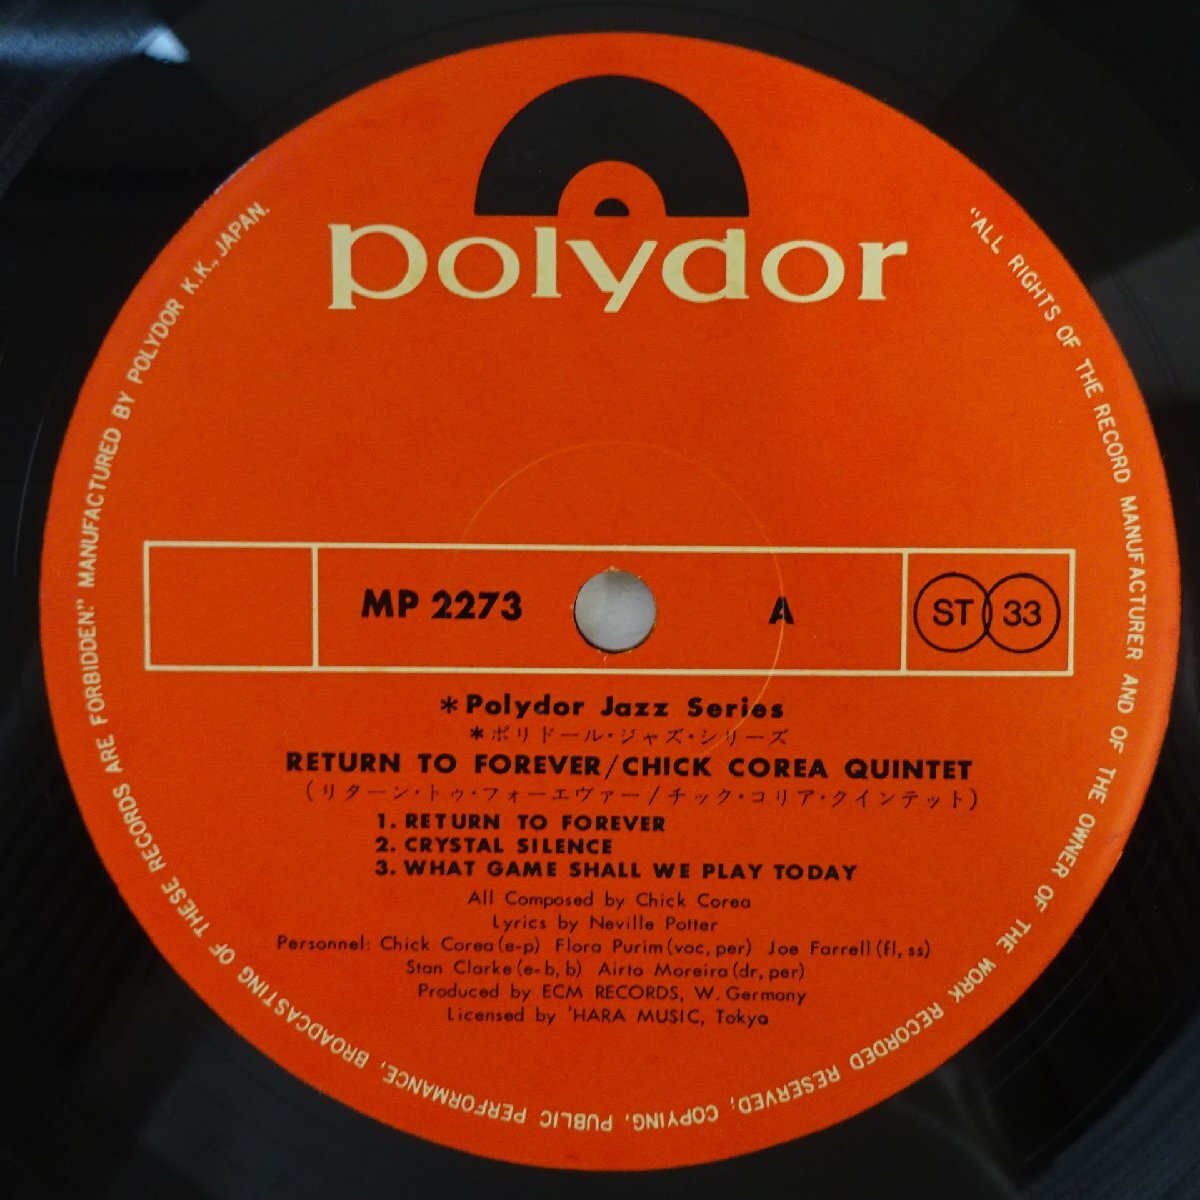 polydor
MP 2273
A
ST 33
*Polydor Jazz Series
*ポリドール・ジャズ・シリーズ
RETURN TO FOREVER/CHICK COREA QUINTET
(リターン・トゥ・フォーエヴァー/チック・コリア・クインテット)
1. RETURN TO FOREVER
2. CRYSTAL SILENCE
3. WHAT GAME SHALL WE PLAY TODAY
All Composed by Chick Corea
Lyrics by Neville Potter
Personnel: Chick Corea(e-p) Flora Purim(voc, per) Joe Farrell(fl, ss)
Stan Clarke(e-b, b) Airto Moreira(dr, per)
Produced by ECM RECORDS, W. Germany
Licensed by 'HARA MUSIC, Tokyo
"ALL RIGHTS OF THE RECORD MANUFACTURER AND OF THE OWNER OF THE WORK RECORDED RESERVED, COPYING, PUBLIC PERFORMANCE, BROADCASTING OF THESE RECORDS ARE FORBIDDEN." MANUFACTURED BY POLYDOR K.K., JAPAN.